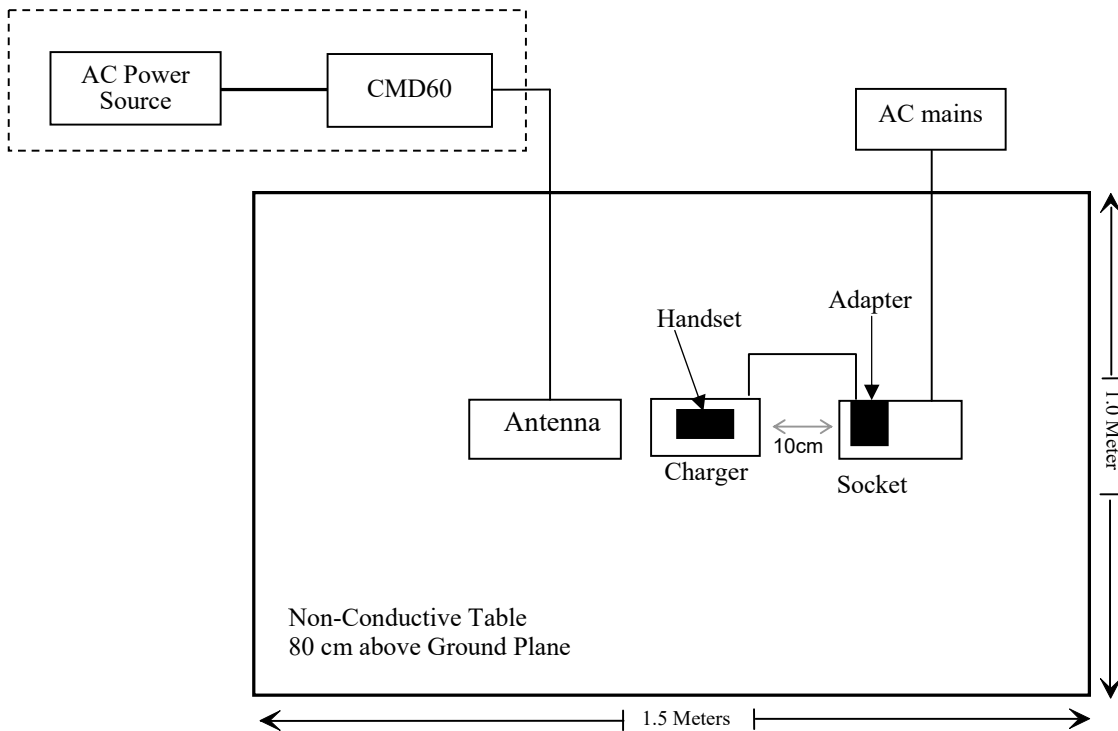 AC Power
Source
CMD60
AC mains
Adapter
Handset
Antenna
10cm
Charger
Socket
1.0 Meter
Non-Conductive Table
80 cm above Ground Plane
1.5 Meters